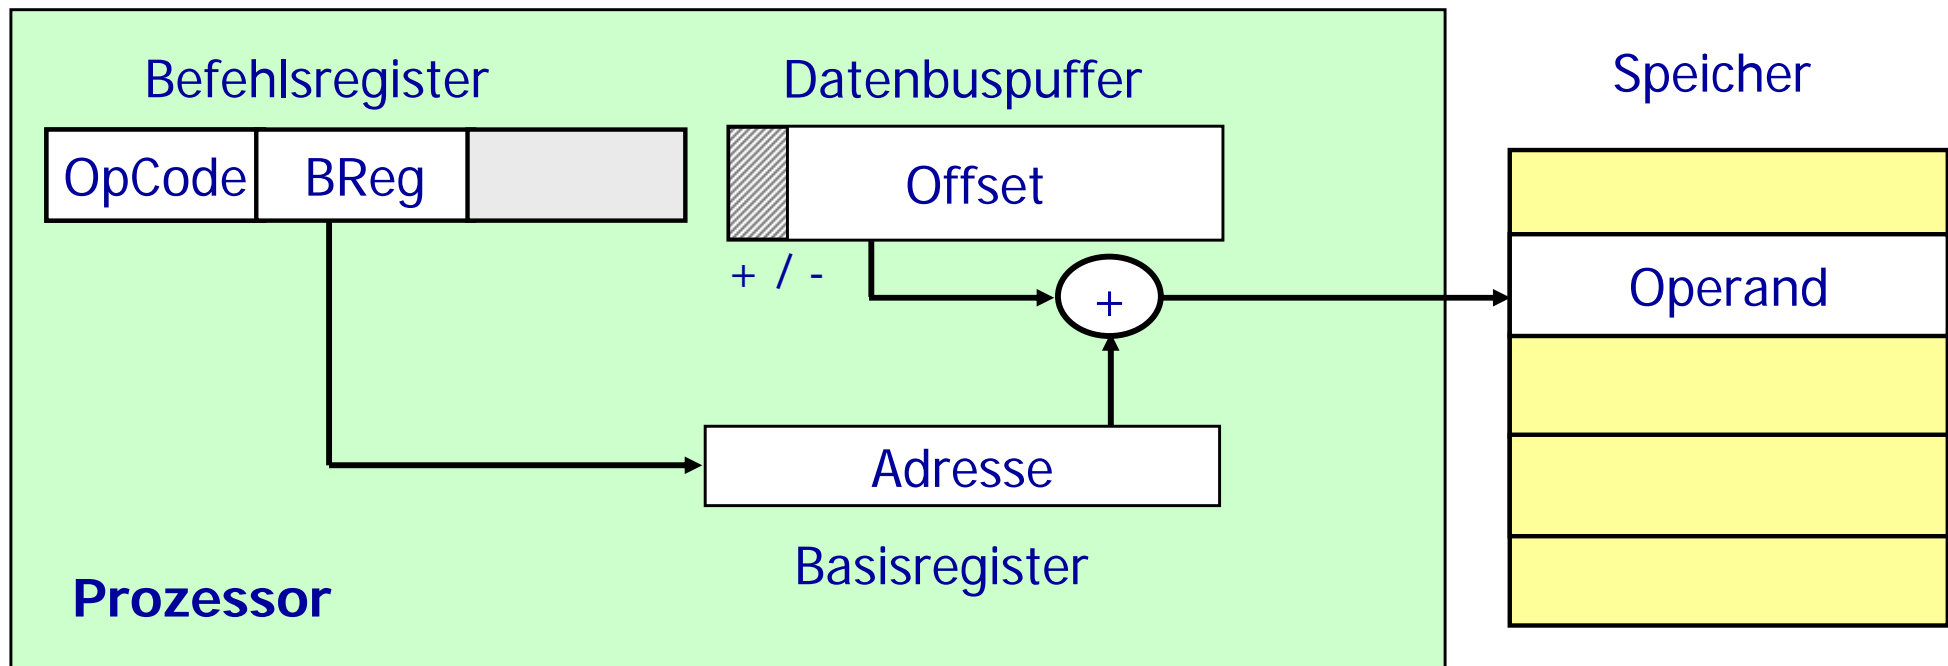 Befehlsregister
Datenbuspuffer
Speicher
OpCode
BReg
Offset
+ / -
+
Operand
Adresse
Basisregister
Prozessor